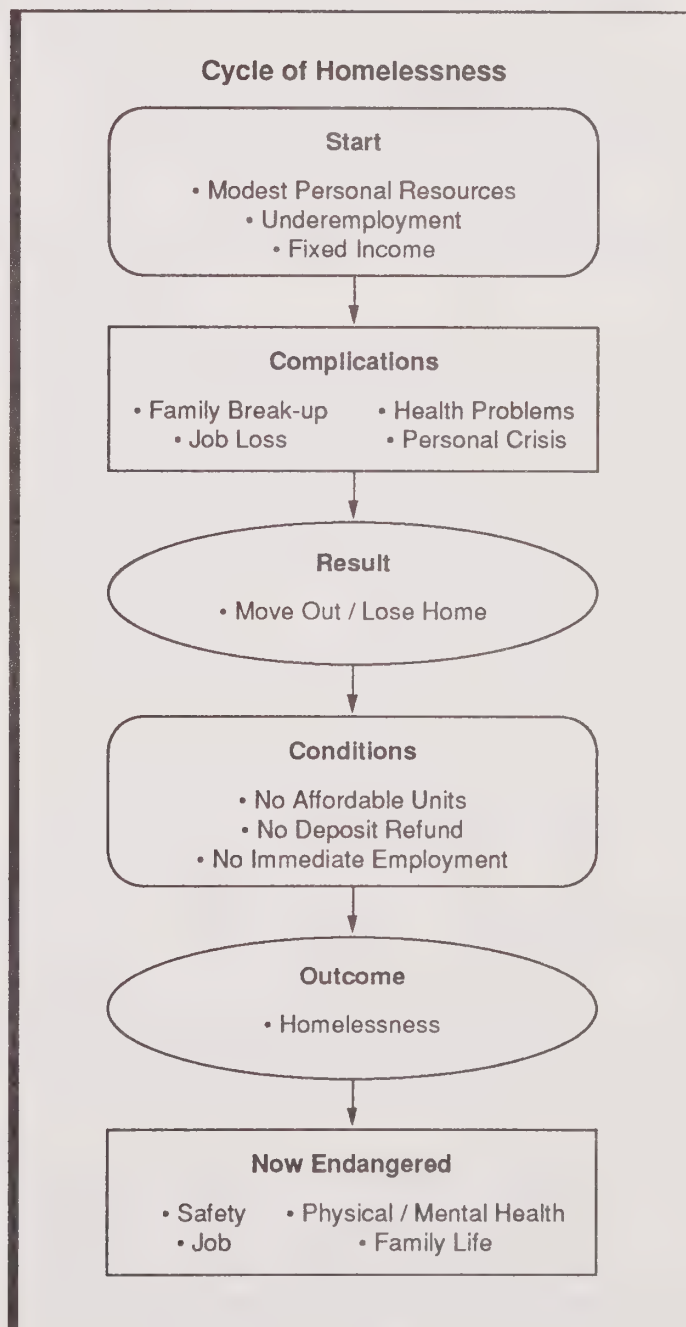 Cycle of Homelessness
Start
• Modest Personal Resources
• Underemployment
• Fixed Income
Complications
• Family Break-up • Health Problems
• Job Loss • Personal Crisis
Result
• Move Out / Lose Home
Conditions
• No Affordable Units
• No Deposit Refund
• No Immediate Employment
Outcome
• Homelessness
Now Endangered
• Safety • Physical / Mental Health
• Job • Family Life